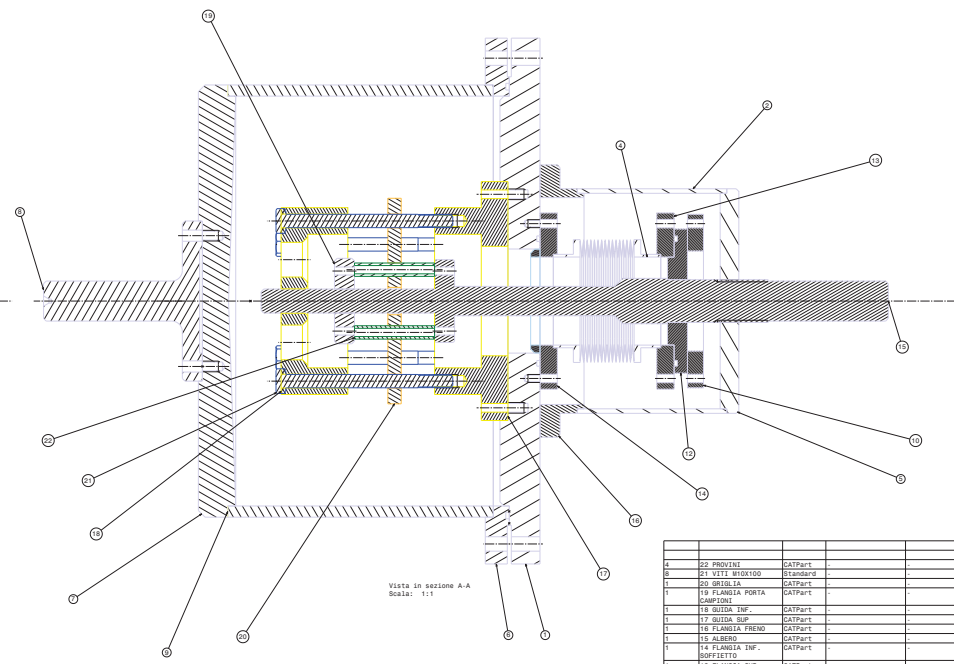 19
2
4
13
8
15
22
10
12
5
21
14
16
18
17
7
20
6
1
9
Vista in sezione A-A
Scala: 1:1
4 22 PROVINI CATPart - -
8 21 VITI M10X100 Standard - -
1 20 GRIGLIA CATPart - -
1 19 FLANGIA PORTA CAMPIONI CATPart - -
1 18 GUIDA INF. CATPart - -
1 17 GUIDA SUP CATPart - -
1 16 FLANGIA FRENO CATPart - -
1 15 ALBERO CATPart - -
1 14 FLANGIA INF. SOFFIETTO CATPart - -